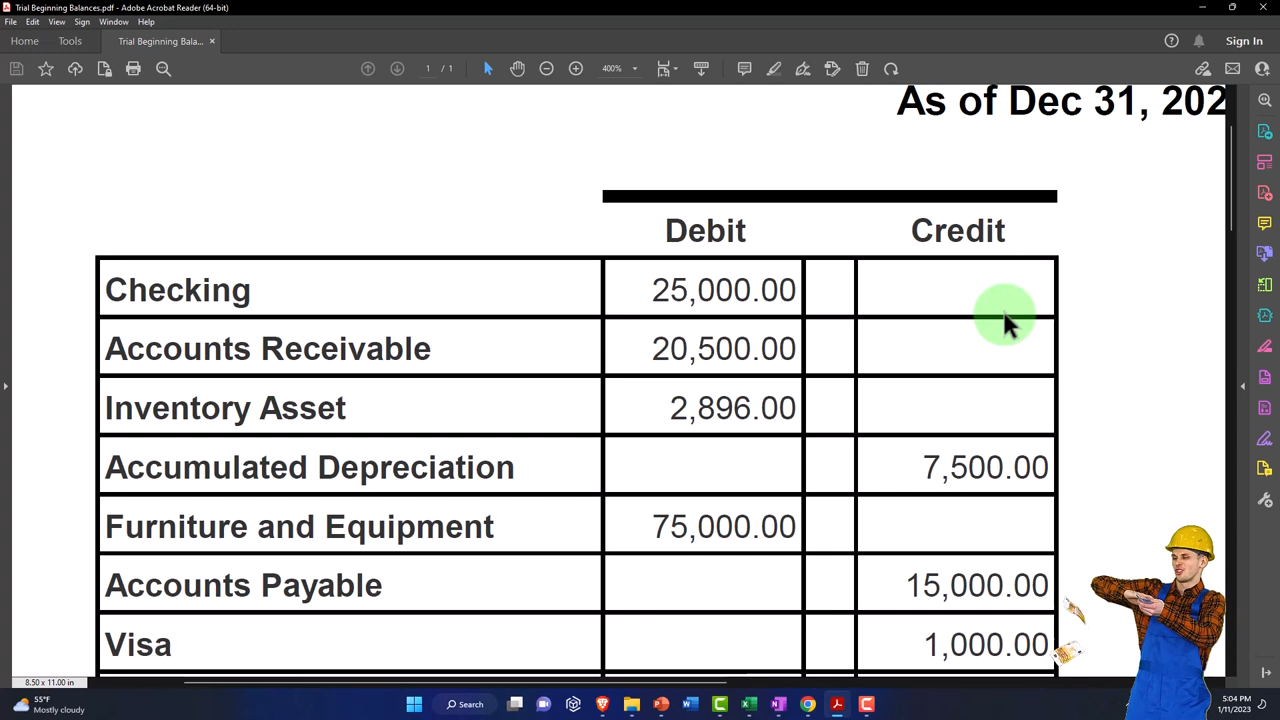 Trial Beginning Balances.pdf - Adobe Acrobat Reader (64-bit)
File Edit View Sign Window Help
Home Tools Trial Beginning Bala... × Sign In
1 / 1 400%
As of Dec 31, 202
Debit Credit
Checking 25,000.00
Accounts Receivable 20,500.00
Inventory Asset 2,896.00
Accumulated Depreciation 7,500.00
Furniture and Equipment 75,000.00
Accounts Payable 15,000.00
Visa 1,000.00
8.50 x 11.00 in
55°F
Mostly cloudy
Search
5:04 PM
1/11/2023